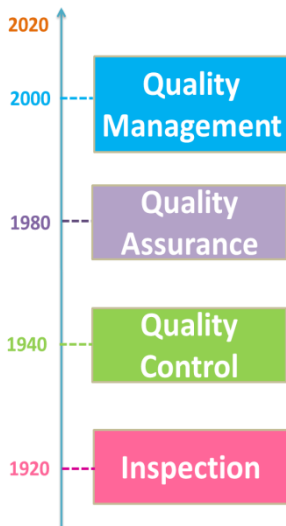 2020
2000
Quality
Management
1980
Quality
Assurance
1940
Quality
Control
1920
Inspection